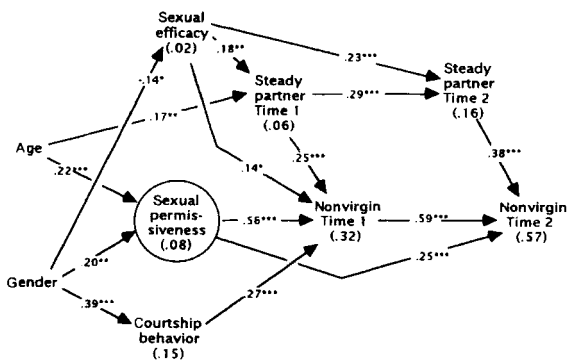 Sexual
efficacy
(.02)
.18**
.23***
-.14*
Steady
partner
Time 1
(.06)
.29***
Steady
partner
Time 2
(.16)
.17**
Age
.22***
.14*
.25***
.38***
Sexual
permis-
siveness
(.08)
.56***
Nonvirgin
Time 1
(.32)
.59***
Nonvirgin
Time 2
(.57)
.20**
.25***
Gender
.39***
.27***
Courtship
behavior
(.15)